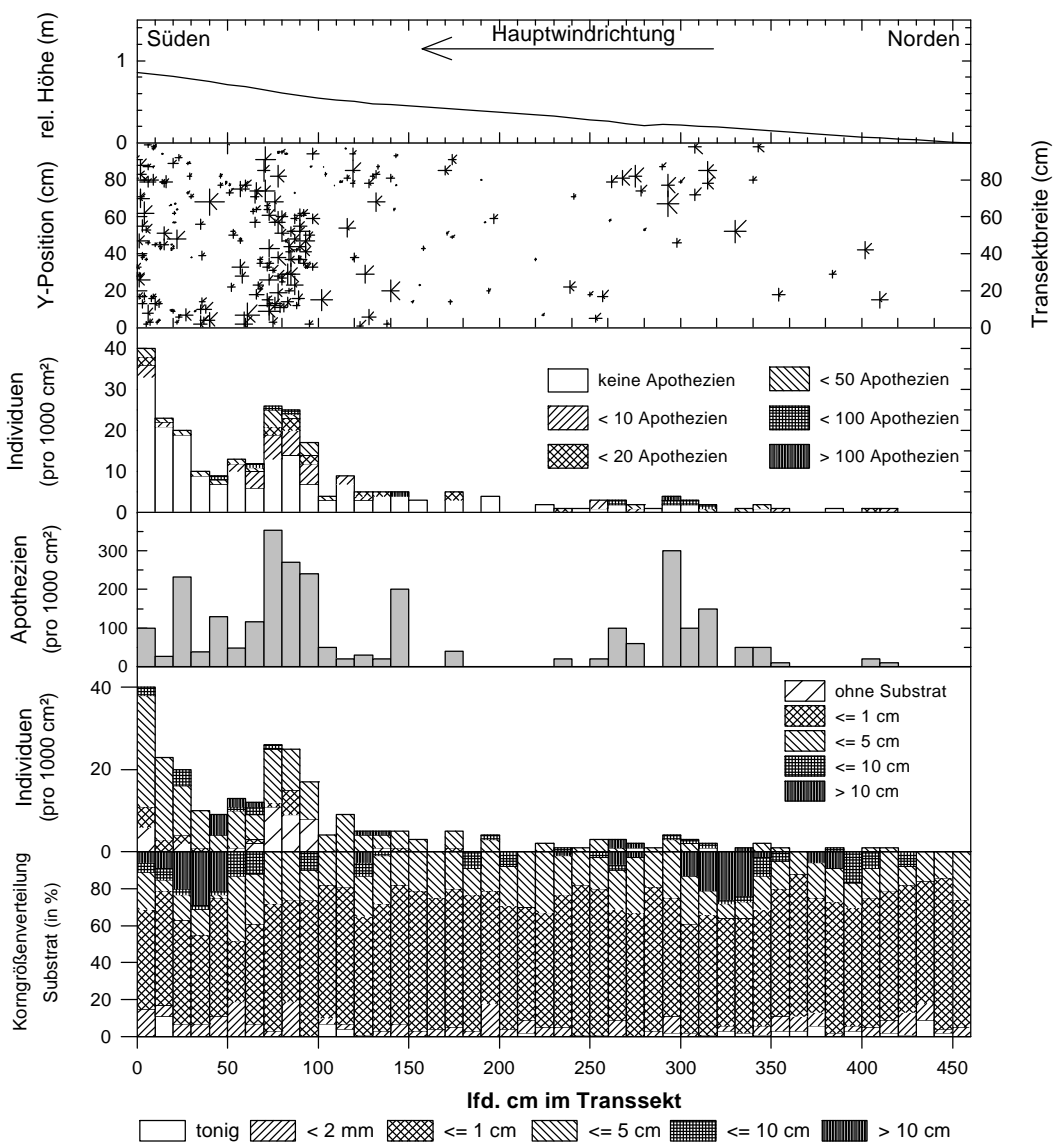 Süden
Hauptwindrichtung
Norden
rel. Höhe (m)
1
0
Y-Position (cm)
80
60
40
20
0
80
60
40
20
0
Transektbreite (cm)
Individuen
(pro 1000 cm²)
40
30
20
10
0
keine Apothezien
< 10 Apothezien
< 20 Apothezien
< 50 Apothezien
< 100 Apothezien
> 100 Apothezien
Apothezien
(pro 1000 cm²)
300
200
100
0
Individuen
(pro 1000 cm²)
40
20
0
ohne Substrat
<= 1 cm
<= 5 cm
<= 10 cm
> 10 cm
Korngrößenverteilung
Substrat (in %)
80
60
40
20
0
0 50 100 150 200 250 300 350 400 450
lfd. cm im Transsekt
tonig < 2 mm <= 1 cm <= 5 cm <= 10 cm > 10 cm